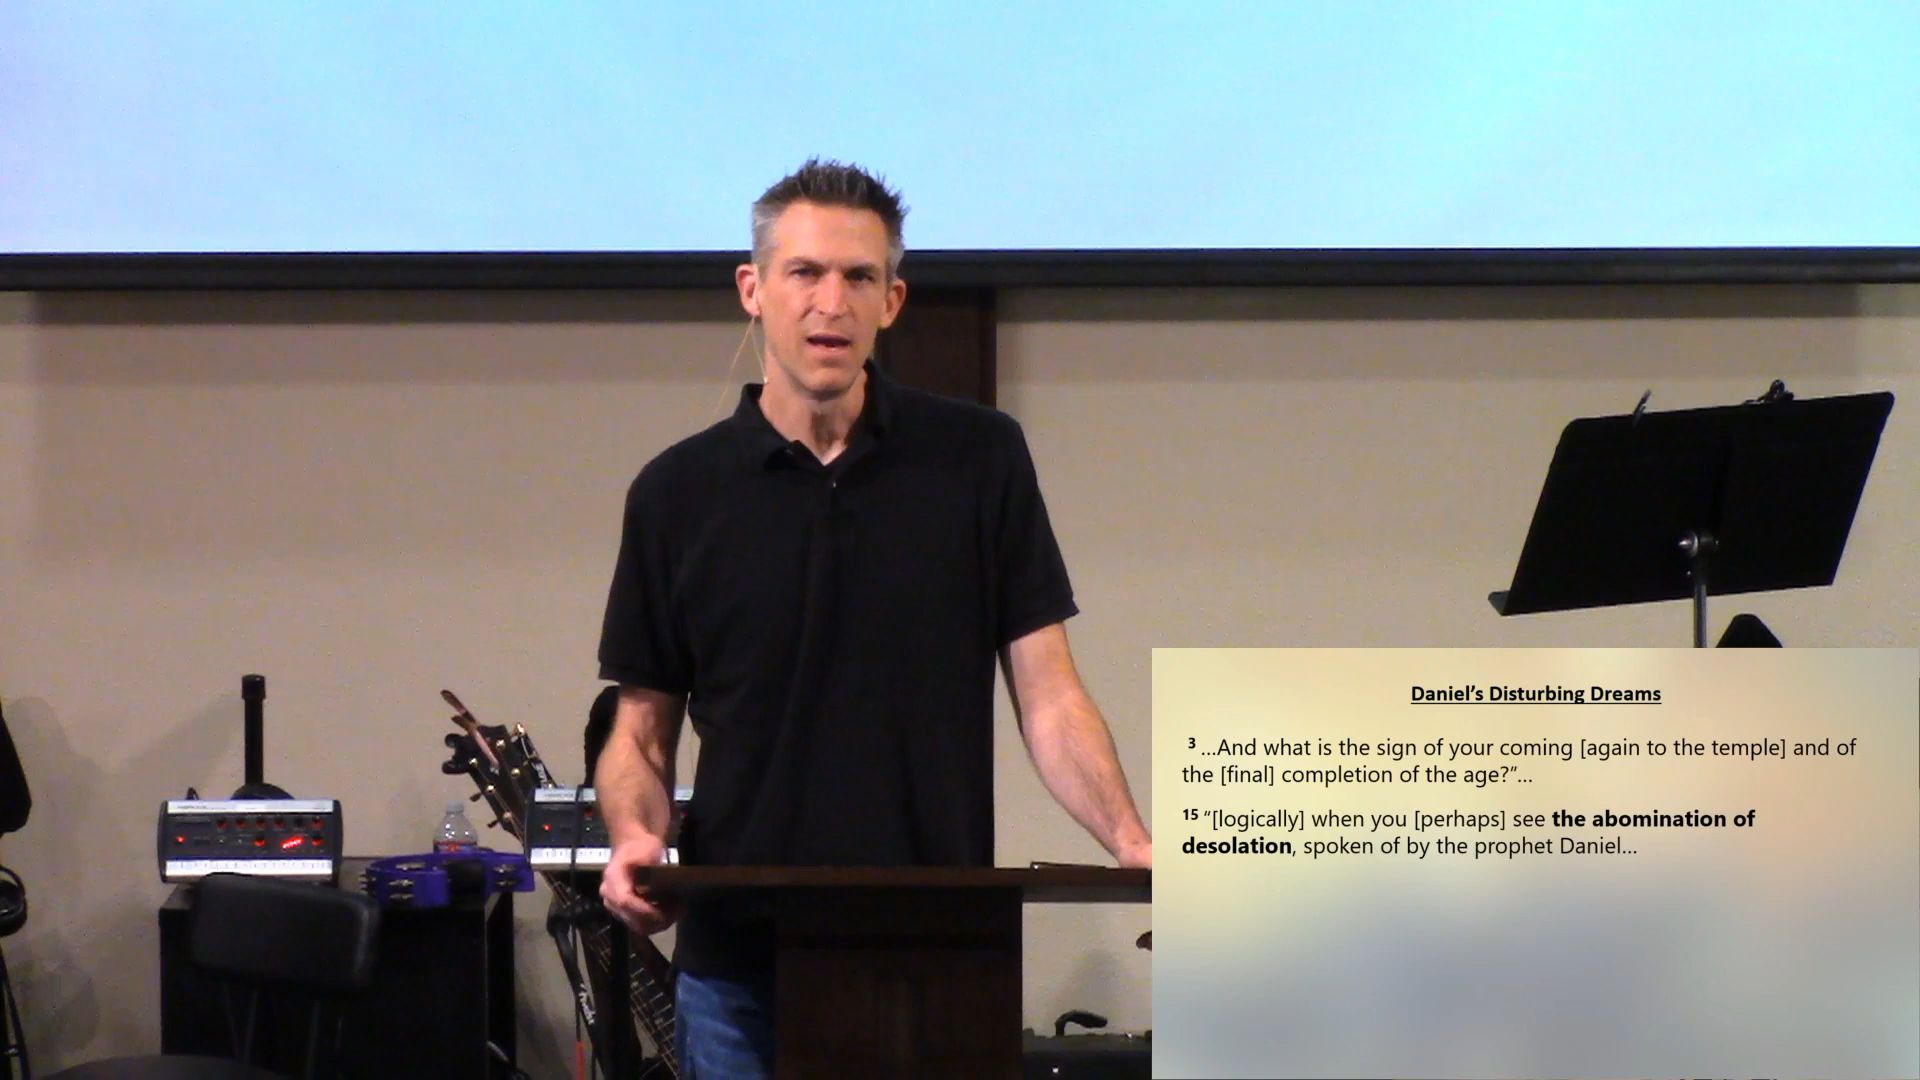 Daniel’s Disturbing Dreams
3 …And what is the sign of your coming [again to the temple] and of
the [final] completion of the age?”…
15 “[logically] when you [perhaps] see the abomination of
desolation, spoken of by the prophet Daniel…